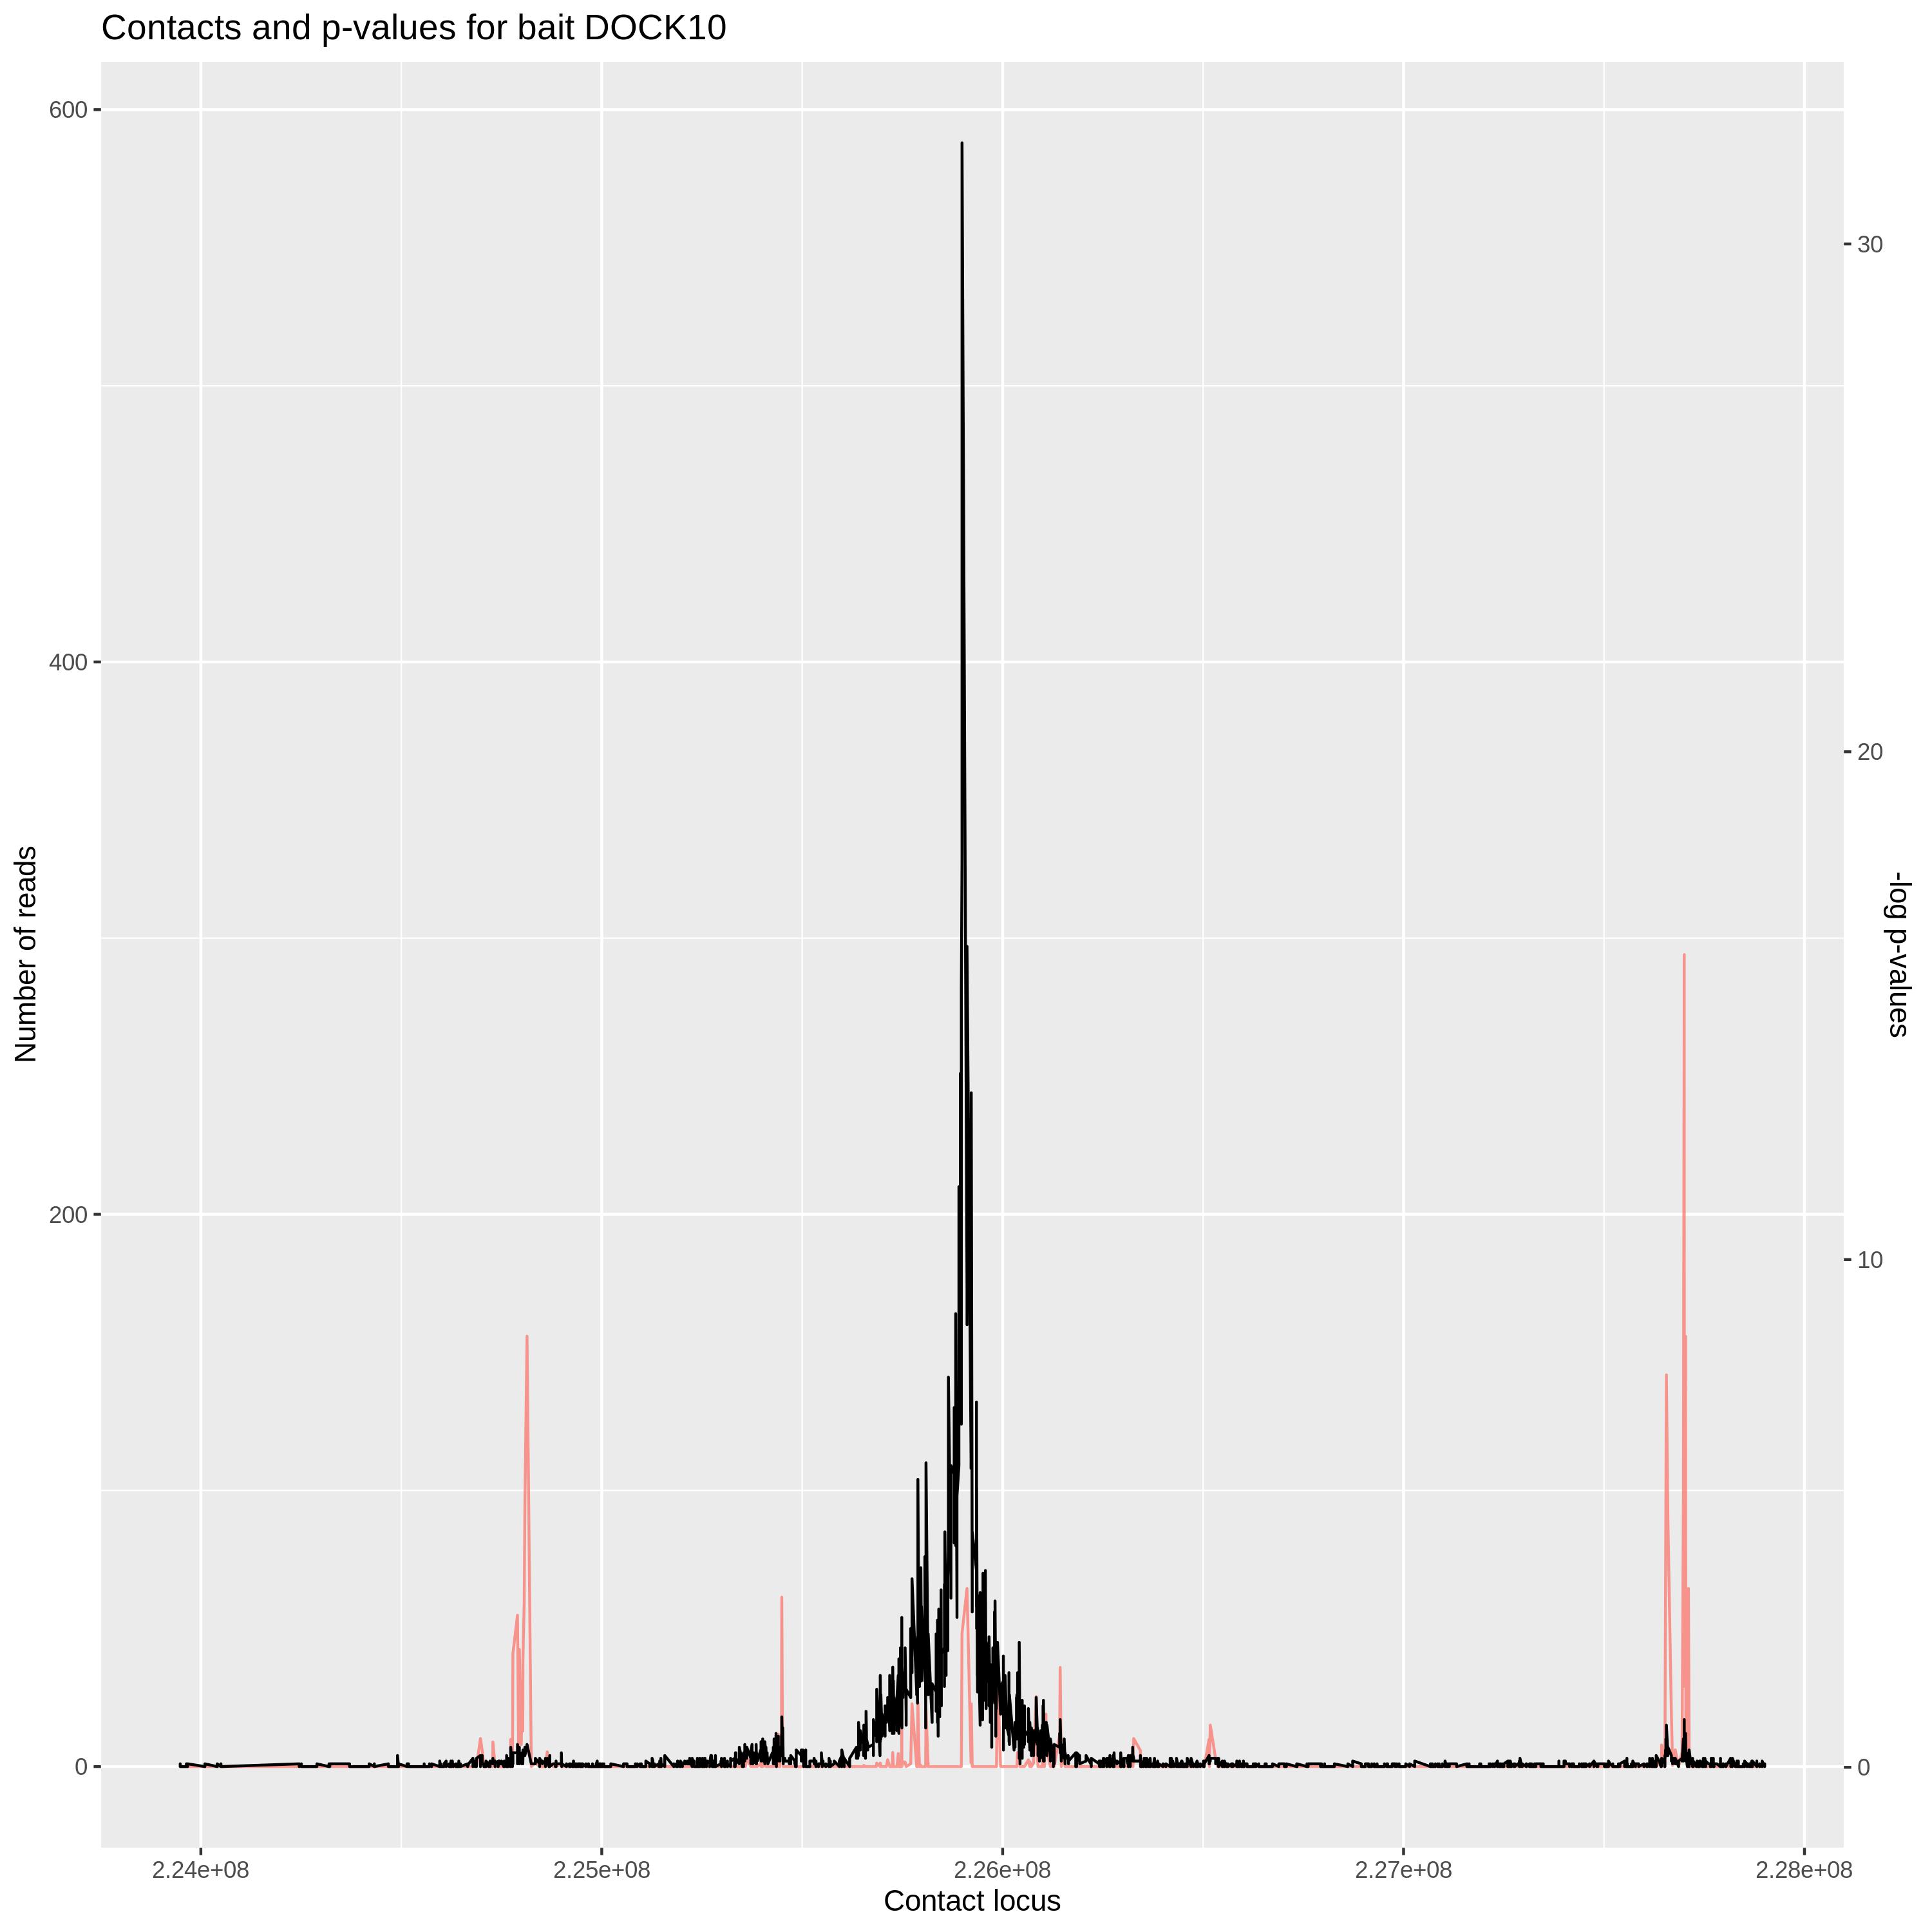 Contacts and p-values for bait DOCK10
600
400
200
0
Number of reads
30
20
10
0
-log p-values
2.24e+08
2.25e+08
2.26e+08
2.27e+08
2.28e+08
Contact locus